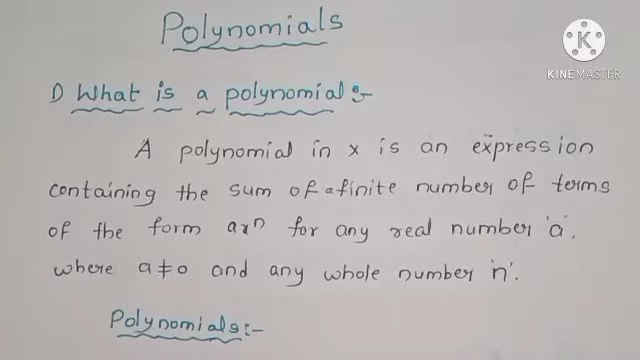 Polynomials
KINEMASTER
1) What is a polynomial:-
A polynomial in x is an expression
containing the sum of a finite number of terms
of the form axⁿ for any real number 'a'.
where a ≠ 0 and any whole number 'n'.
Polynomials:-